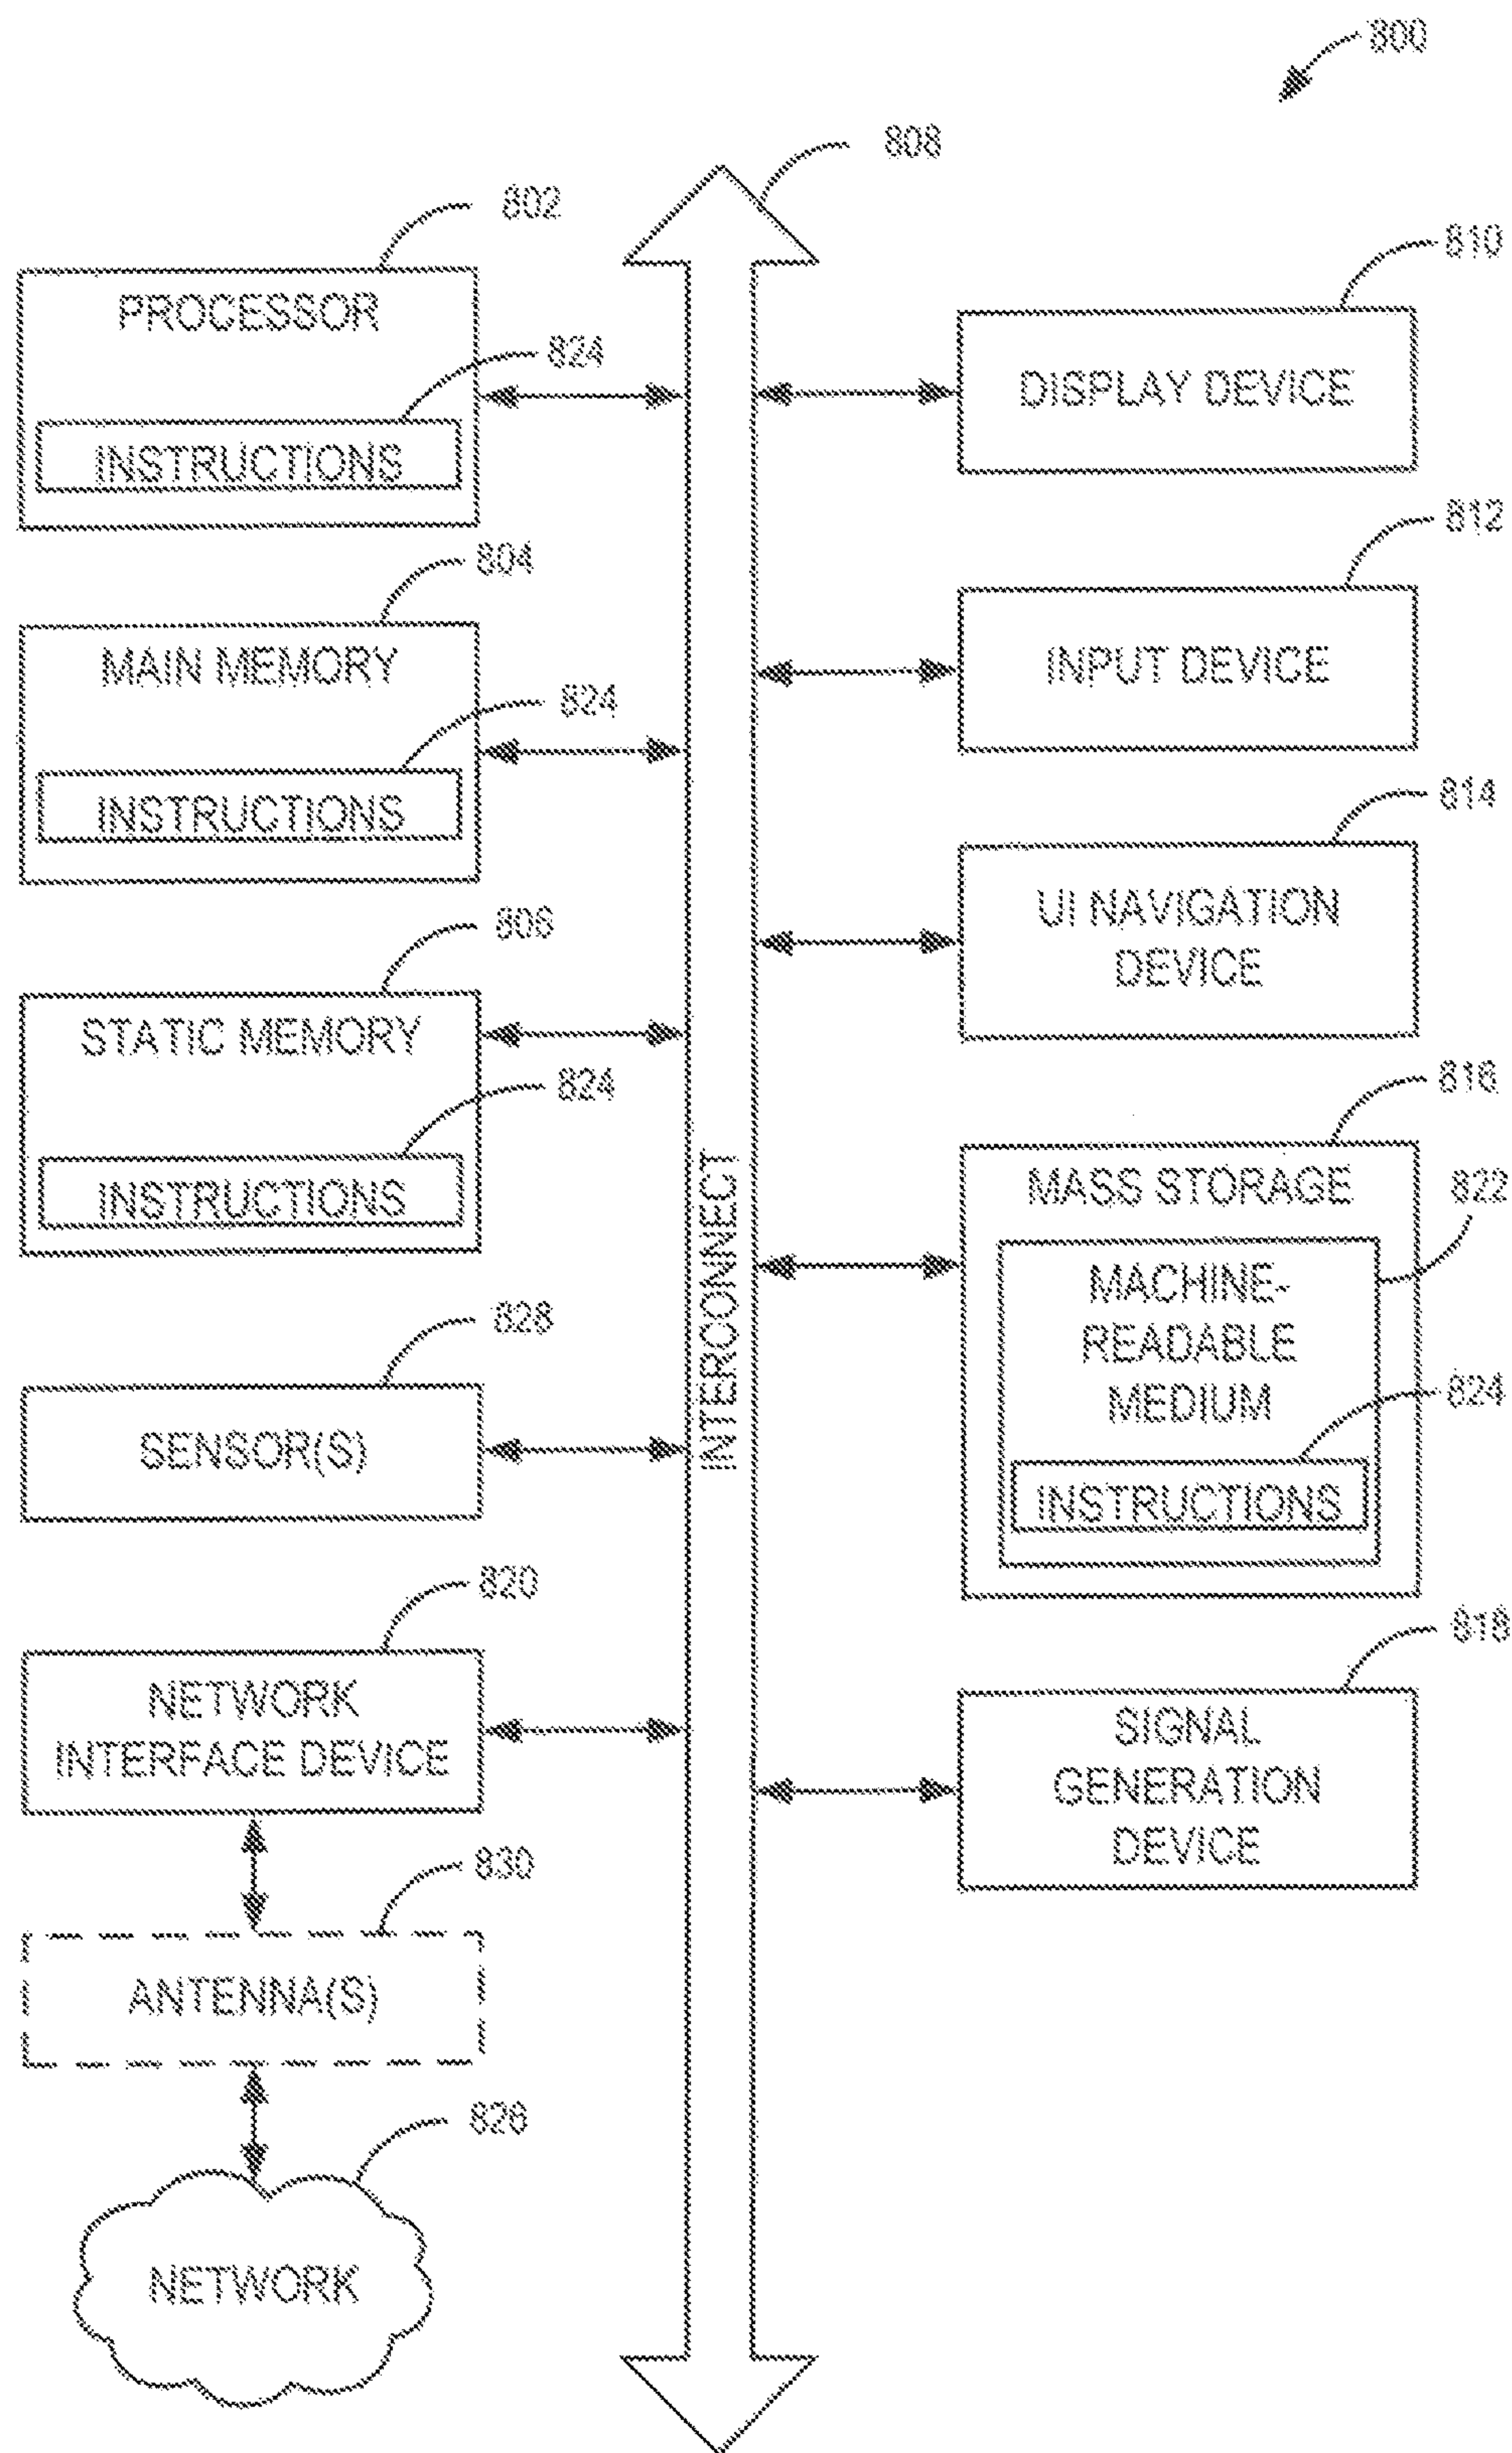 800
808
802
PROCESSOR
824
INSTRUCTIONS
804
MAIN MEMORY
824
INSTRUCTIONS
806
STATIC MEMORY
824
INSTRUCTIONS
828
SENSOR(S)
820
NETWORK
INTERFACE DEVICE
830
ANTENNA(S)
826
NETWORK
INTERCONNECT
810
DISPLAY DEVICE
812
INPUT DEVICE
814
UI NAVIGATION
DEVICE
816
MASS STORAGE
822
MACHINE-
READABLE
MEDIUM
824
INSTRUCTIONS
818
SIGNAL
GENERATION
DEVICE